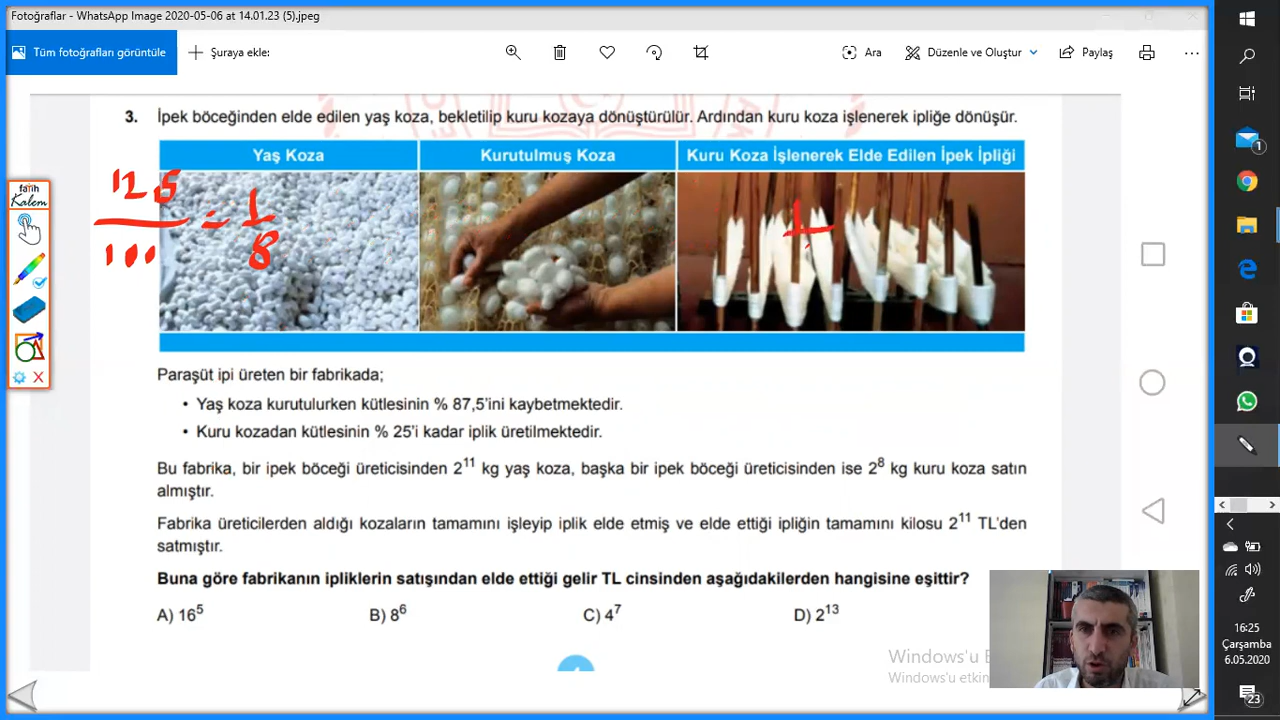 Fotoğraflar - WhatsApp Image 2020-05-06 at 14.01.23 (5).jpeg
Tüm fotoğrafları görüntüle
Şuraya ekle:
Ara
Düzenle ve Oluştur
Paylaş
3. İpek böceğinden elde edilen yaş koza, bekletilip kuru kozaya dönüştürülür. Ardından kuru koza işlenerek ipliğe dönüşür.
Yaş Koza
Kurutulmuş Koza
Kuru Koza İşlenerek Elde Edilen İpek İpliği
fatih
Kalem
125/100 = 1/8
1
Paraşüt ipi üreten bir fabrikada;
• Yaş koza kurutulurken kütlesinin % 87,5'ini kaybetmektedir.
• Kuru kozadan kütlesinin % 25'i kadar iplik üretilmektedir.
Bu fabrika, bir ipek böceği üreticisinden 2¹¹ kg yaş koza, başka bir ipek böceği üreticisinden ise 2⁸ kg kuru koza satın
almıştır.
Fabrika üreticilerden aldığı kozaların tamamını işleyip iplik elde etmiş ve elde ettiği ipliğin tamamını kilosu 2¹¹ TL'den
satmıştır.
Buna göre fabrikanın ipliklerin satışından elde ettiği gelir TL cinsinden aşağıdakilerden hangisine eşittir?
A) 16⁵
B) 8⁶
C) 4⁷
D) 2¹³
Windows'u
Windows'u etkin
16:25
Çarşamba
6.05.2020
23
1